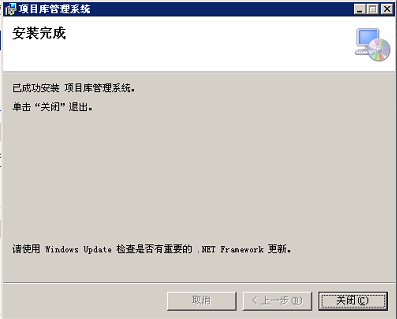 项目库管理系统
安装完成
已成功安装 项目库管理系统。
单击“关闭”退出。
请使用 Windows Update 检查是否有重要的 .NET Framework 更新。
取消
< 上一步(B)
关闭(C)